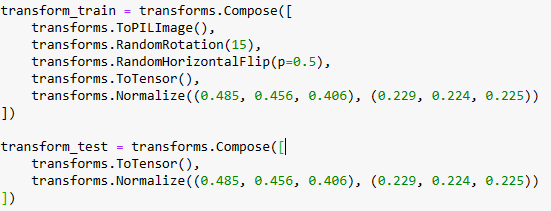 transform_train = transforms.Compose([
    transforms.ToPILImage(),
    transforms.RandomRotation(15),
    transforms.RandomHorizontalFlip(p=0.5),
    transforms.ToTensor(),
    transforms.Normalize((0.485, 0.456, 0.406), (0.229, 0.224, 0.225))
])
transform_test = transforms.Compose([
    transforms.ToTensor(),
    transforms.Normalize((0.485, 0.456, 0.406), (0.229, 0.224, 0.225))
])